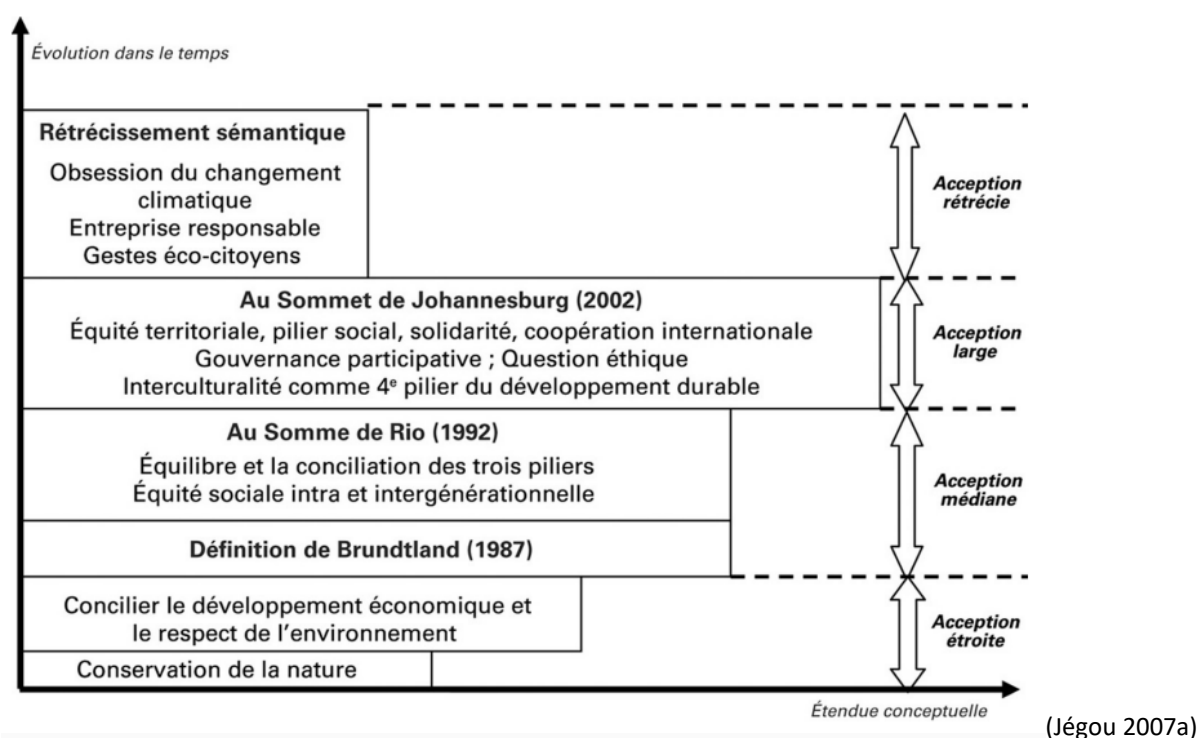 Évolution dans le temps
Rétrécissement sémantique
Obsession du changement
climatique
Entreprise responsable
Gestes éco-citoyens
Acception
rétrécie
Au Sommet de Johannesburg (2002)
Équité territoriale, pilier social, solidarité, coopération internationale
Gouvernance participative ; Question éthique
Interculturalité comme 4e pilier du développement durable
Acception
large
Au Somme de Rio (1992)
Équilibre et la conciliation des trois piliers
Équité sociale intra et intergénérationnelle
Acception
médiane
Définition de Brundtland (1987)
Concilier le développement économique et
le respect de l'environnement
Acception
étroite
Conservation de la nature
Étendue conceptuelle
(Jégou 2007a)